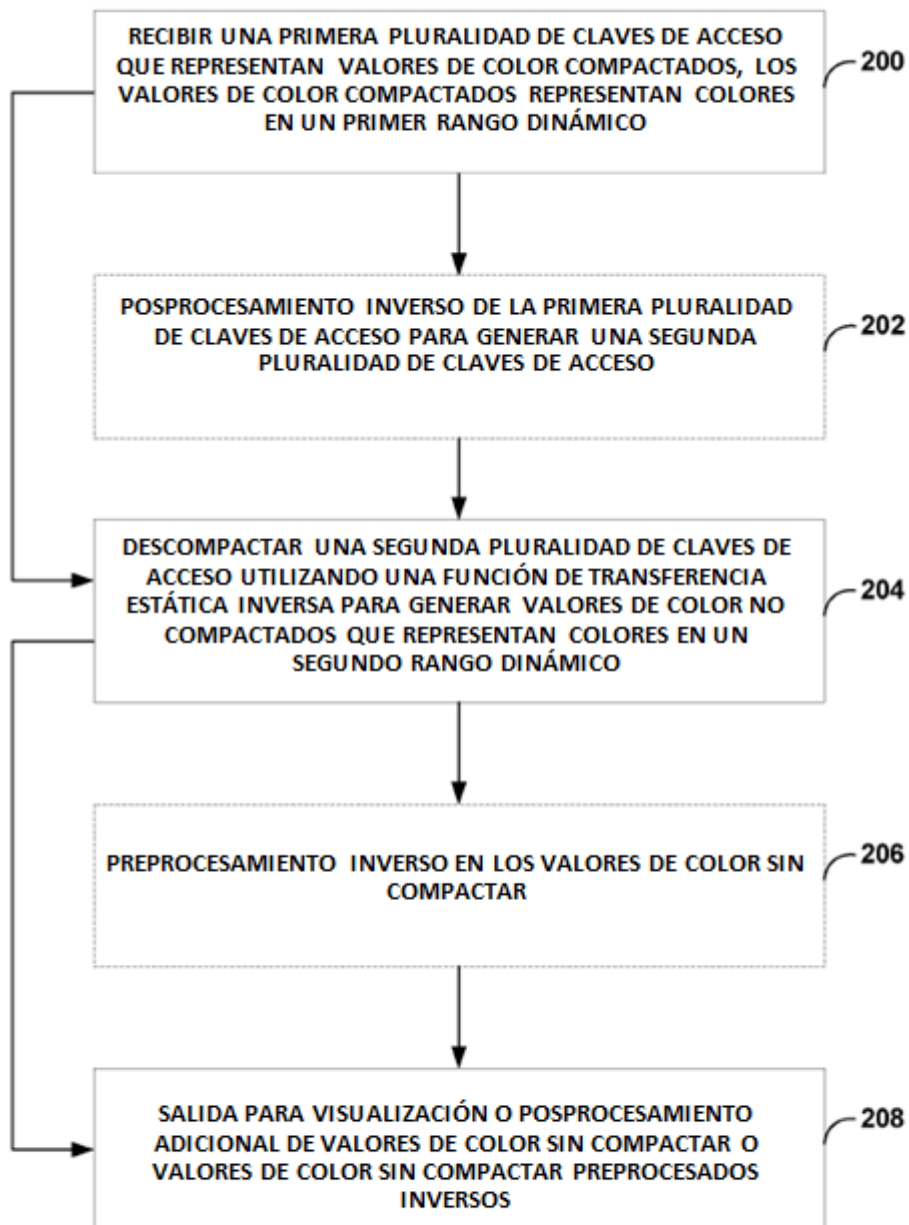 RECIBIR UNA PRIMERA PLURALIDAD DE CLAVES DE ACCESO
QUE REPRESENTAN VALORES DE COLOR COMPACTADOS, LOS
VALORES DE COLOR COMPACTADOS REPRESENTAN COLORES
EN UN PRIMER RANGO DINÁMICO
200
POSPROCESAMIENTO INVERSO DE LA PRIMERA PLURALIDAD
DE CLAVES DE ACCESO PARA GENERAR UNA SEGUNDA
PLURALIDAD DE CLAVES DE ACCESO
202
DESCOMPACTAR UNA SEGUNDA PLURALIDAD DE CLAVES DE
ACCESO UTILIZANDO UNA FUNCIÓN DE TRANSFERENCIA
ESTÁTICA INVERSA PARA GENERAR VALORES DE COLOR NO
COMPACTADOS QUE REPRESENTAN COLORES EN UN
SEGUNDO RANGO DINÁMICO
204
PREPROCESAMIENTO INVERSO EN LOS VALORES DE COLOR SIN
COMPACTAR
206
SALIDA PARA VISUALIZACIÓN O POSPROCESAMIENTO
ADICIONAL DE VALORES DE COLOR SIN COMPACTAR O
VALORES DE COLOR SIN COMPACTAR PREPROCESADOS
INVERSOS
208